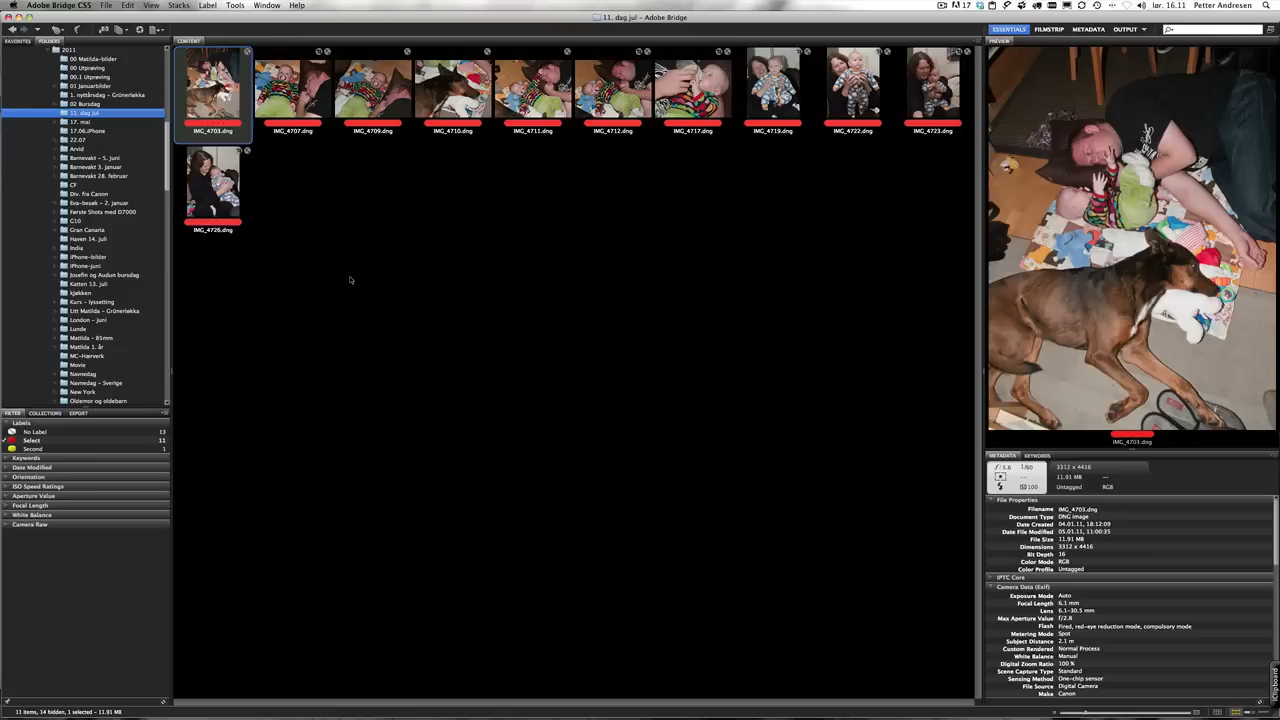 Adobe Bridge CS5 File Edit View Stacks Label Tools Window Help 17 lør. 16.11 Petter Andresen
11. dag jul – Adobe Bridge
ESSENTIALS FILMSTRIP METADATA OUTPUT
FAVORITES FOLDERS
CONTENT
PREVIEW
2011
00 Matilda-bilder
00 Utprøving
00.1 Utprøving
01 Januarbilder
1. nyttårsdag - Grünerløkka
02 Bursdag
11. dag jul
17. mai
17.06.iPhone
22.07
Arvid
Barnevakt - 5. juni
Barnevakt 3. januar
Barnevakt 28. februar
CF
Div. fra Canon
Eva-besøk - 2. januar
Første Shots med D7000
G10
Gran Canaria
Haven 14. juli
India
iPhone-bilder
iPhone-juni
Josefin og Audun bursdag
Katten 13. juli
kjøkken
Kurs - lyssetting
Litt Matilda - Grünerløkka
London - juni
Lunde
Matilda - 85mm
Matilda 1. år
MC-Hærverk
Movie
Navnedag
Navnedag - Sverige
New York
Oldemor og oldebarn
IMG_4703.dng IMG_4707.dng IMG_4709.dng IMG_4710.dng IMG_4711.dng IMG_4712.dng IMG_4717.dng IMG_4719.dng IMG_4722.dng IMG_4723.dng
IMG_4726.dng
IMG_4703.dng
FILTER COLLECTIONS EXPORT
Labels
No Label 13
Select 11
Second 1
Keywords
Date Modified
Orientation
ISO Speed Ratings
Aperture Value
Focal Length
White Balance
Camera Raw
METADATA KEYWORDS
f/5.6 1/60 3312 x 4416
-- 11.91 MB --
ISO100 Untagged RGB
File Properties
Filename IMG_4703.dng
Document Type DNG image
Date Created 04.01.11, 18:12:09
Date File Modified 05.01.11, 11:00:35
File Size 11.91 MB
Dimensions 3312 x 4416
Bit Depth 16
Color Mode RGB
Color Profile Untagged
IPTC Core
Camera Data (Exif)
Exposure Mode Auto
Focal Length 6.1 mm
Lens 6.1-30.5 mm
Max Aperture Value f/2.8
Flash Fired, red-eye reduction mode, compulsory mode
Metering Mode Spot
Subject Distance 2.1 m
Custom Rendered Normal Process
White Balance Manual
Digital Zoom Ratio 100 %
Scene Capture Type Standard
Sensing Method One-chip sensor
File Source Digital Camera
Make Canon
(Clipboard)
11 items, 14 hidden, 1 selected - 11.91 MB